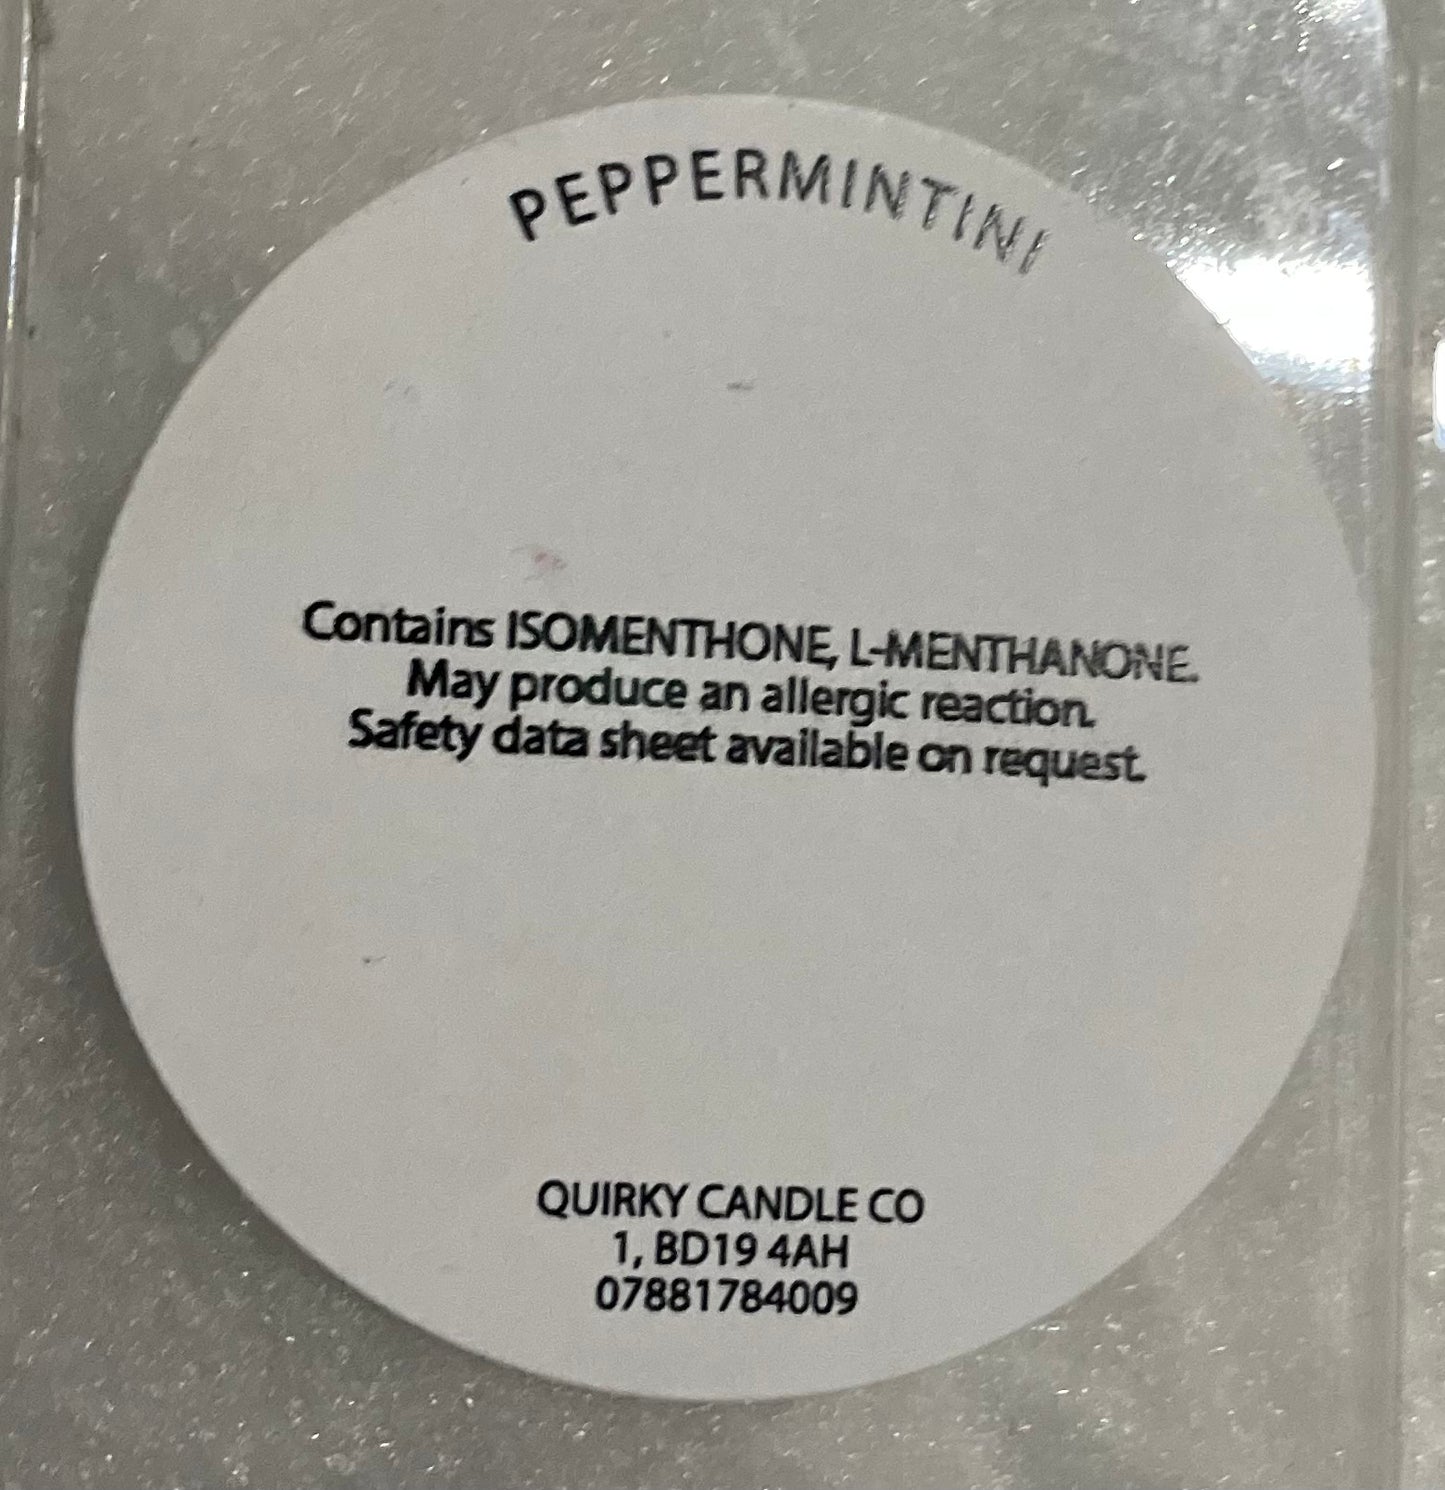 PEPPERMINTINI
Contains ISOMENTHONE, L-MENTHANONE.
May produce an allergic reaction.
Safety data sheet available on request.
QUIRKY CANDLE CO
1, BD19 4AH
07881784009